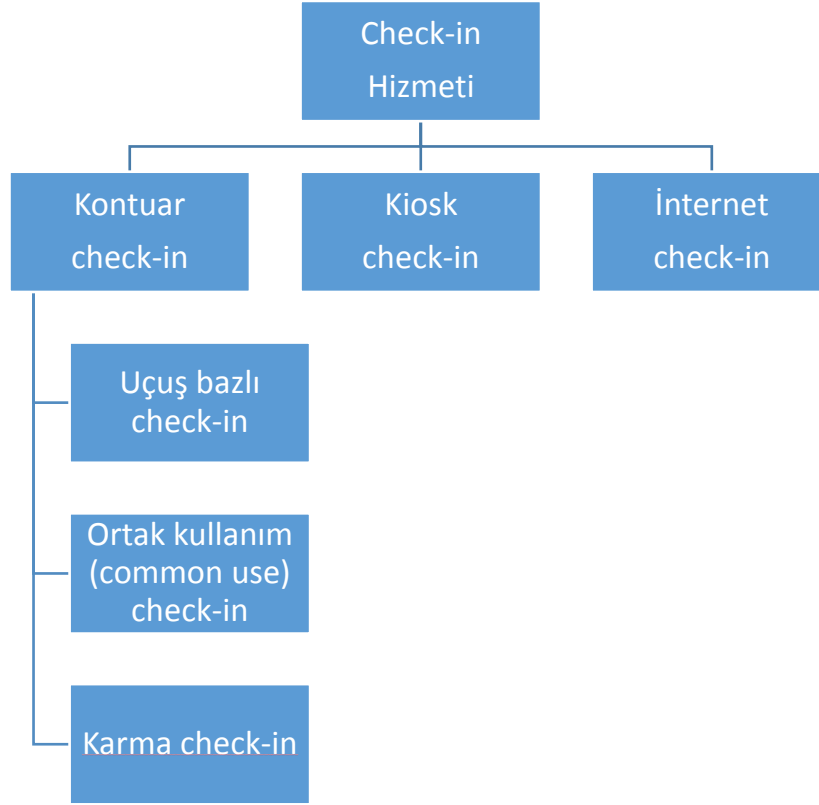 Check-in
Hizmeti
Kontuar
check-in
Kiosk
check-in
İnternet
check-in
Uçuş bazlı
check-in
Ortak kullanım
(common use)
check-in
Karma check-in